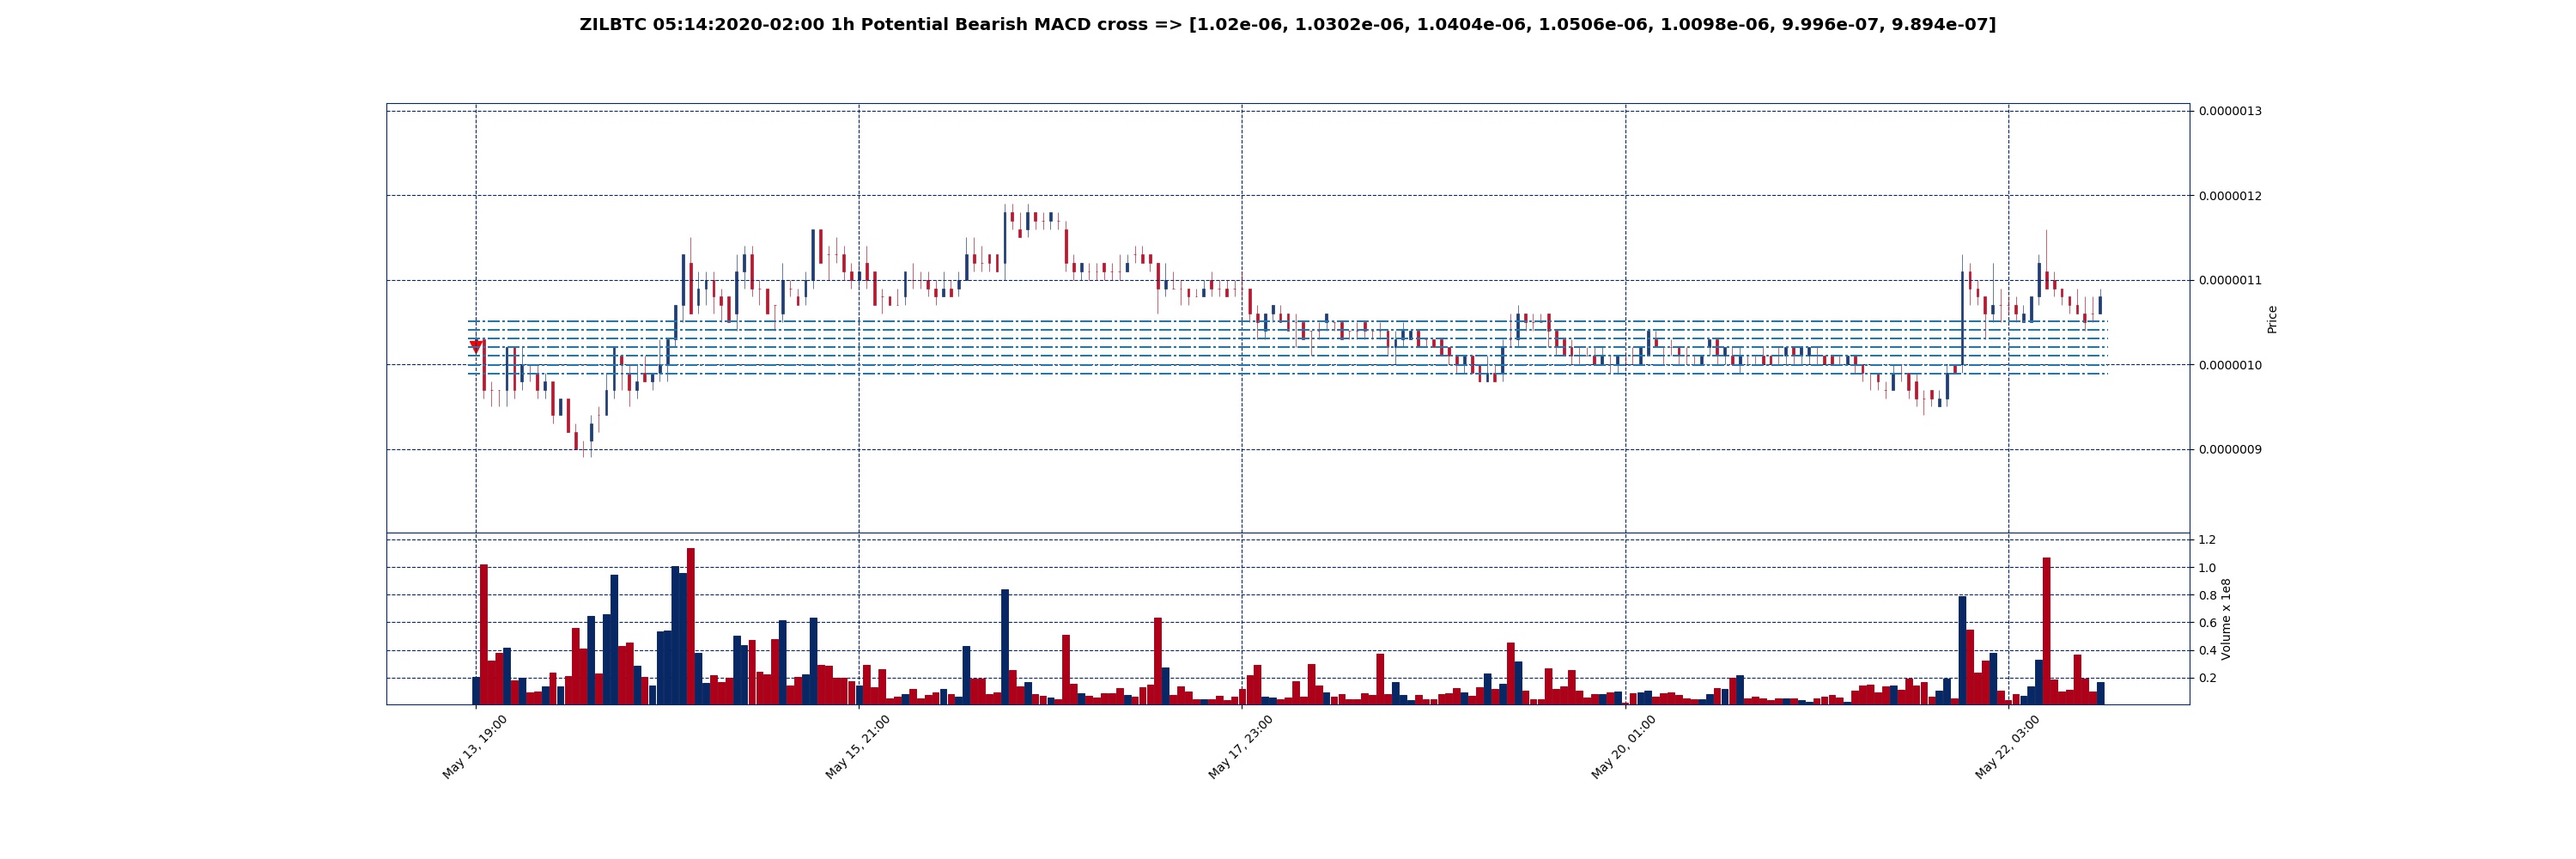 ZILBTC 05:14:2020-02:00 1h Potential Bearish MACD cross => [1.02e-06, 1.0302e-06, 1.0404e-06, 1.0506e-06, 1.0098e-06, 9.996e-07, 9.894e-07]
0.0000013
0.0000012
0.0000011
0.0000010
0.0000009
Price
1.2
1.0
0.8
0.6
0.4
0.2
Volume x 1e8
May 13, 19:00
May 15, 21:00
May 17, 23:00
May 20, 01:00
May 22, 03:00